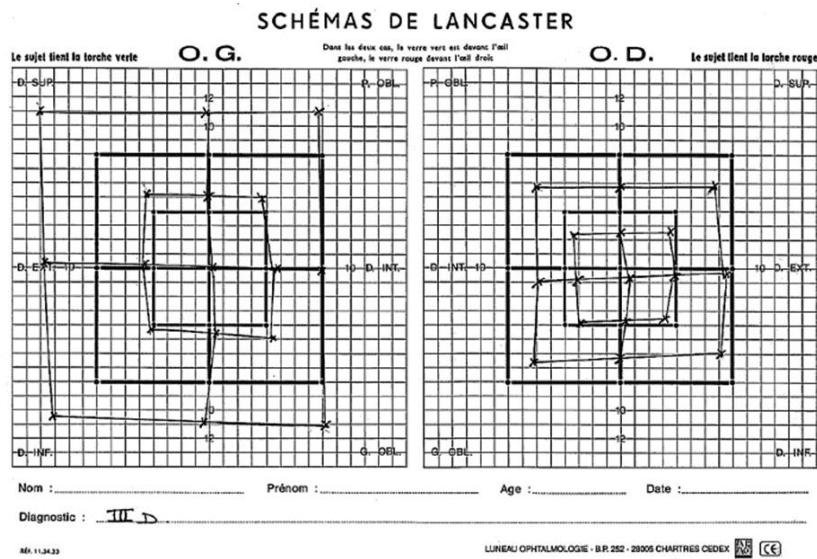 SCHÉMAS DE LANCASTER
Le sujet tient la torche verte
O. G.
Dans les deux cas, le verre vert est devant l'œil
gauche, le verre rouge devant l'œil droit
O. D.
Le sujet tient la torche rouge
D. SUP.
P. OBL.
12
10
D. EXT. 10
10 D. INT.
10
12
D. INF.
G. OBL.
P. OBL.
D. SUP.
12
10
D. INT. 10
10 D. EXT.
10
12
G. OBL.
D. INF.
Nom :
Prénom :
Age :
Date :
Diagnostic : III D
RÉF. 11.34.33
LUNEAU OPHTALMOLOGIE - B.P. 252 - 28005 CHARTRES CEDEX
CE